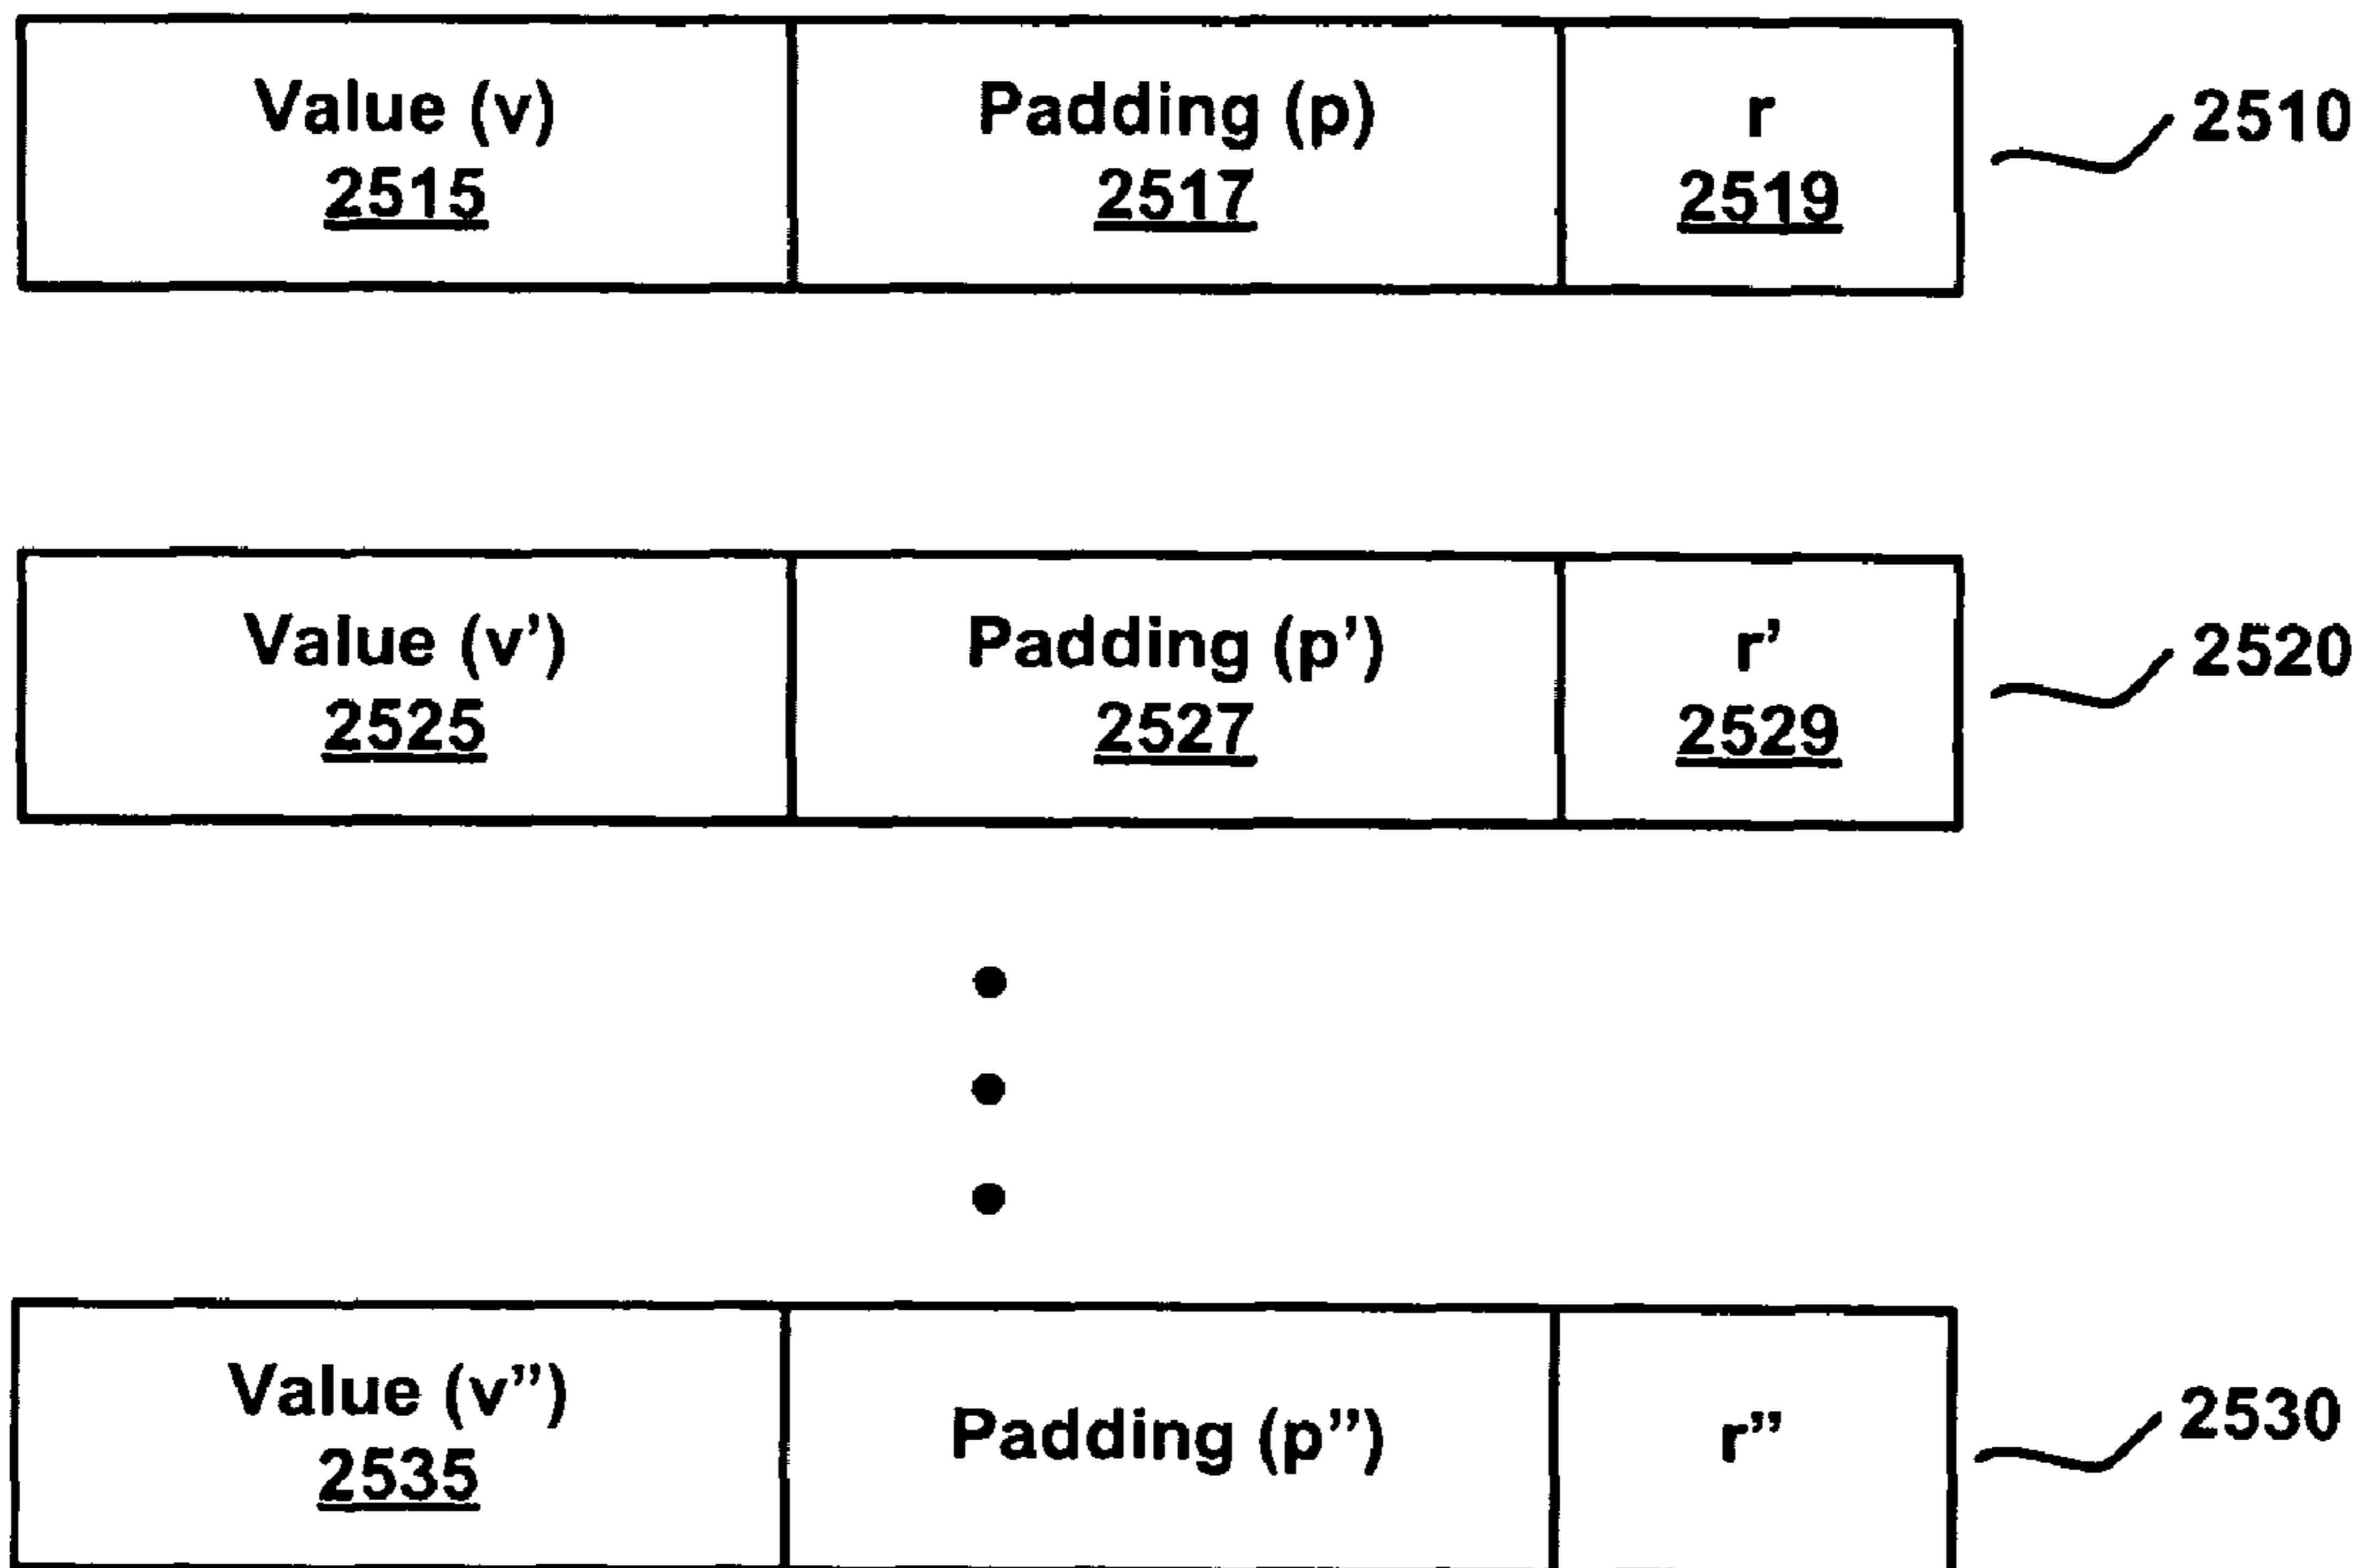 Value (v)
2515
Padding (p)
2517
r
2519
2510
Value (v’)
2525
Padding (p’)
2527
r’
2529
2520
Value (v”)
2535
Padding (p”)
r”
2530